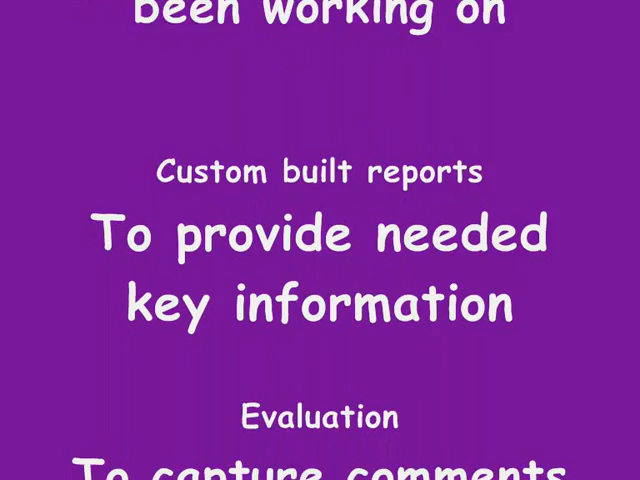 been working on
Custom built reports
To provide needed
key information
Evaluation
To capture comments